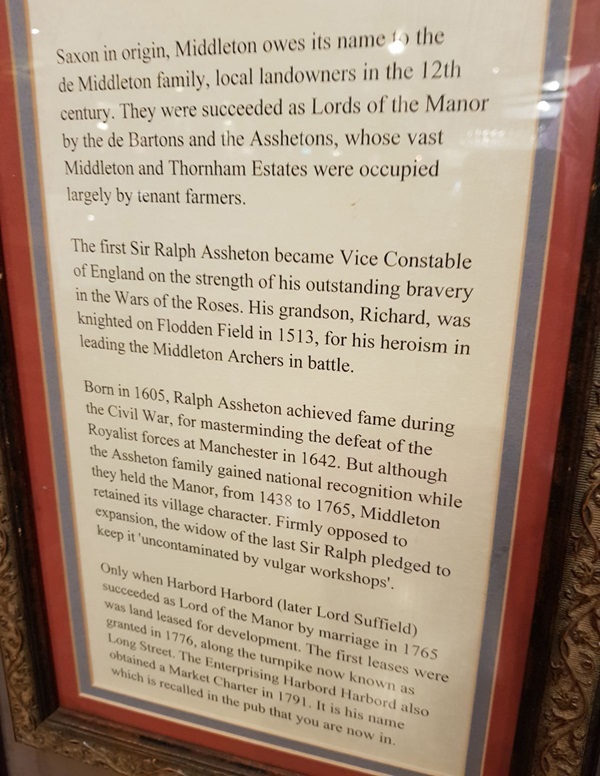 Saxon in origin, Middleton owes its name to the
de Middleton family, local landowners in the 12th
century. They were succeeded as Lords of the Manor
by the de Bartons and the Asshetons, whose vast
Middleton and Thornham Estates were occupied
largely by tenant farmers.
The first Sir Ralph Assheton became Vice Constable
of England on the strength of his outstanding bravery
in the Wars of the Roses. His grandson, Richard, was
knighted on Flodden Field in 1513, for his heroism in
leading the Middleton Archers in battle.
Born in 1605, Ralph Assheton achieved fame during
the Civil War, for masterminding the defeat of the
Royalist forces at Manchester in 1642. But although
the Assheton family gained national recognition while
they held the Manor, from 1438 to 1765, Middleton
retained its village character. Firmly opposed to
expansion, the widow of the last Sir Ralph pledged to
keep it 'uncontaminated by vulgar workshops'.
Only when Harbord Harbord (later Lord Suffield)
succeeded as Lord of the Manor by marriage in 1765
was land leased for development. The first leases were
granted in 1776, along the turnpike now known as
Long Street. The Enterprising Harbord Harbord also
obtained a Market Charter in 1791. It is his name
which is recalled in the pub that you are now in.